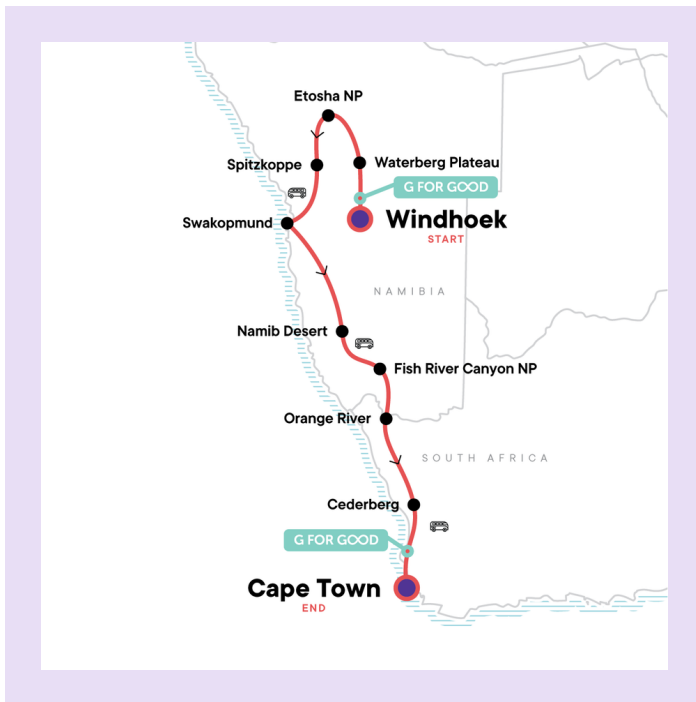 Etosha NP
Spitzkoppe
Waterberg Plateau
G FOR GOOD
Swakopmund
Windhoek
START
NAMIBIA
Namib Desert
Fish River Canyon NP
Orange River
SOUTH AFRICA
Cederberg
G FOR GOOD
Cape Town
END